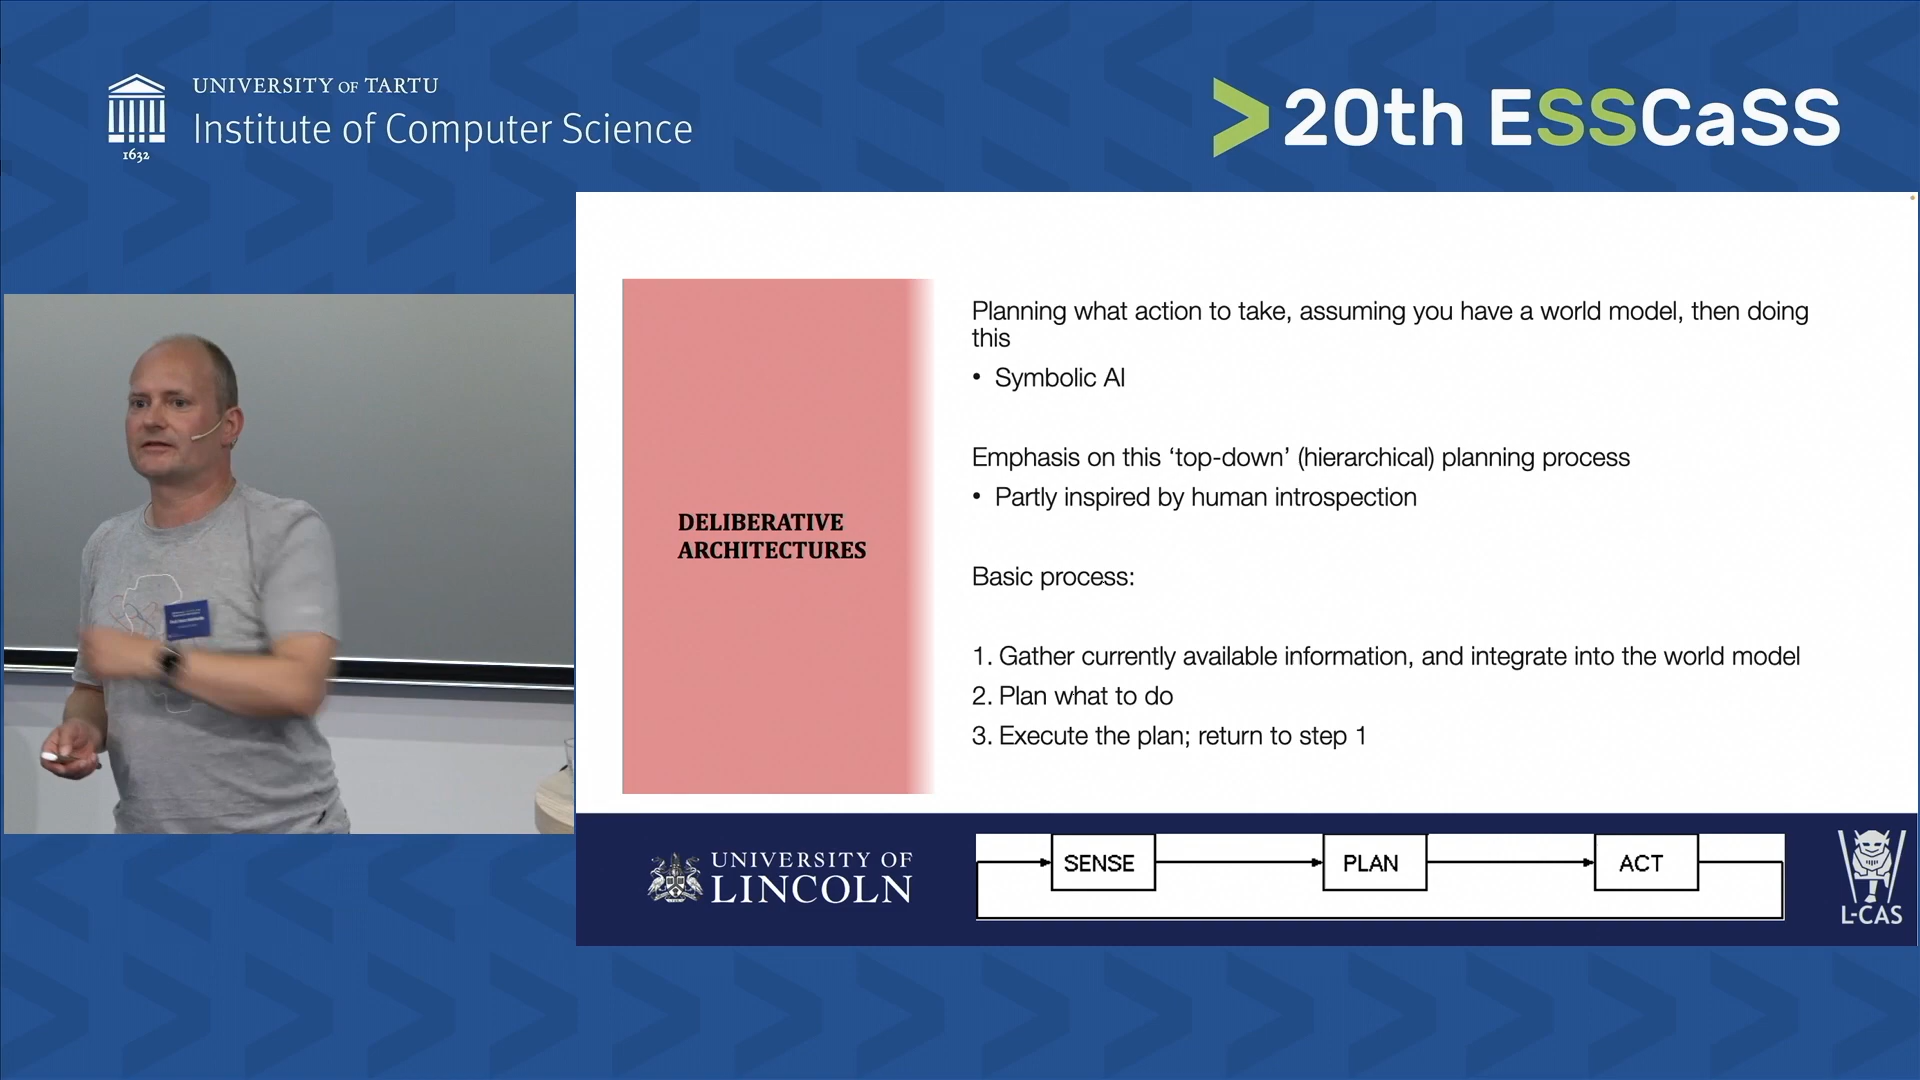 UNIVERSITY OF TARTU
Institute of Computer Science
1632
>20th ESSCaSS
Planning what action to take, assuming you have a world model, then doing
this
• Symbolic AI
Emphasis on this ‘top-down’ (hierarchical) planning process
• Partly inspired by human introspection
DELIBERATIVE
ARCHITECTURES
Basic process:
1. Gather currently available information, and integrate into the world model
2. Plan what to do
3. Execute the plan; return to step 1
UNIVERSITY OF
LINCOLN
SENSE
PLAN
ACT
L-CAS